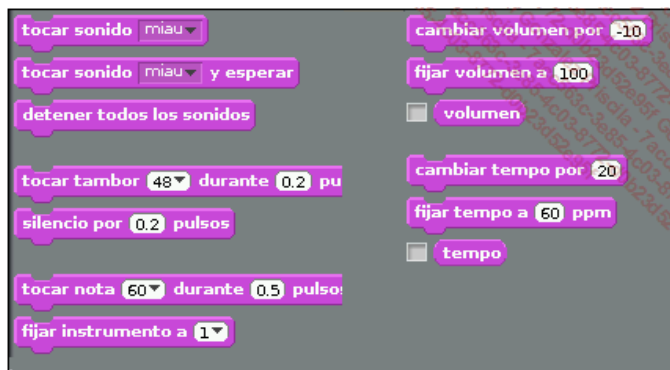 tocar sonido miau
tocar sonido miau y esperar
detener todos los sonidos
tocar tambor 48 durante 0.2 pu
silencio por 0.2 pulsos
tocar nota 60 durante 0.5 pulso
fijar instrumento a 1
cambiar volumen por -10
fijar volumen a 100
volumen
cambiar tempo por 20
fijar tempo a 60 ppm
tempo